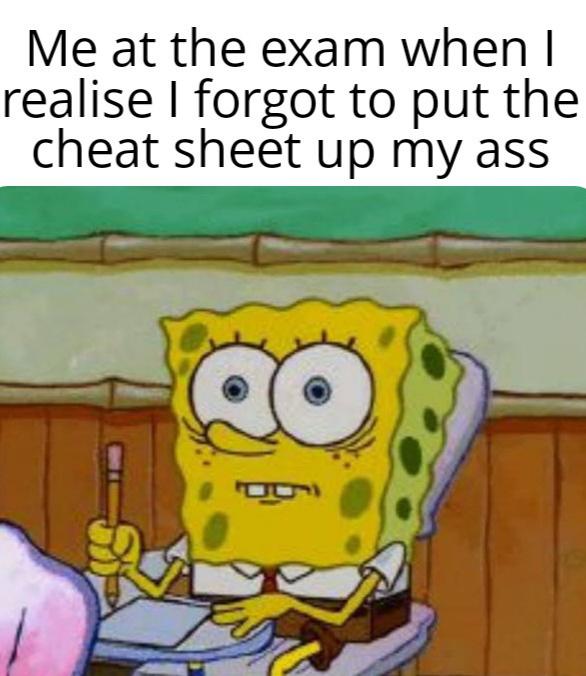 Me at the exam when I
realise I forgot to put the
cheat sheet up my ass